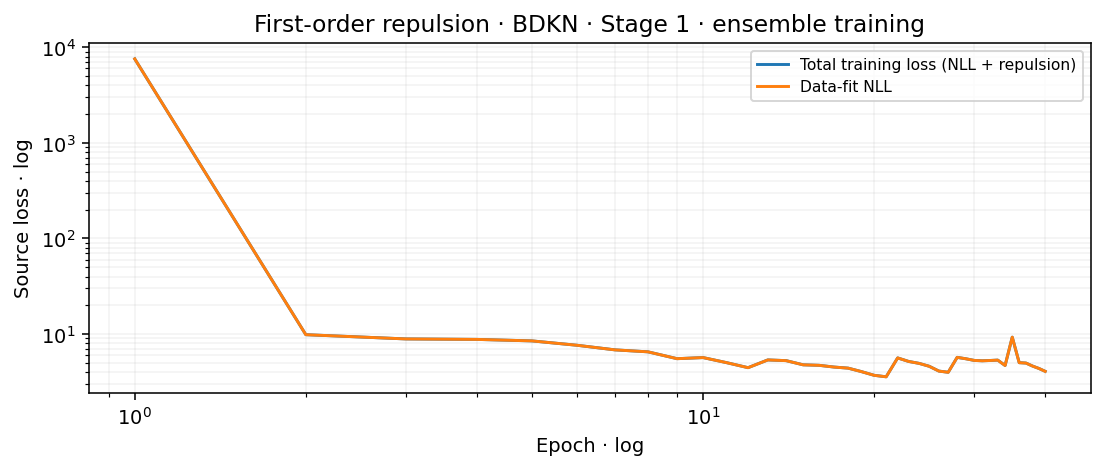 First-order repulsion · BDKN · Stage 1 · ensemble training
Total training loss (NLL + repulsion)
Data-fit NLL
Source loss · log
10⁴
10³
10²
10¹
10⁰
10¹
Epoch · log